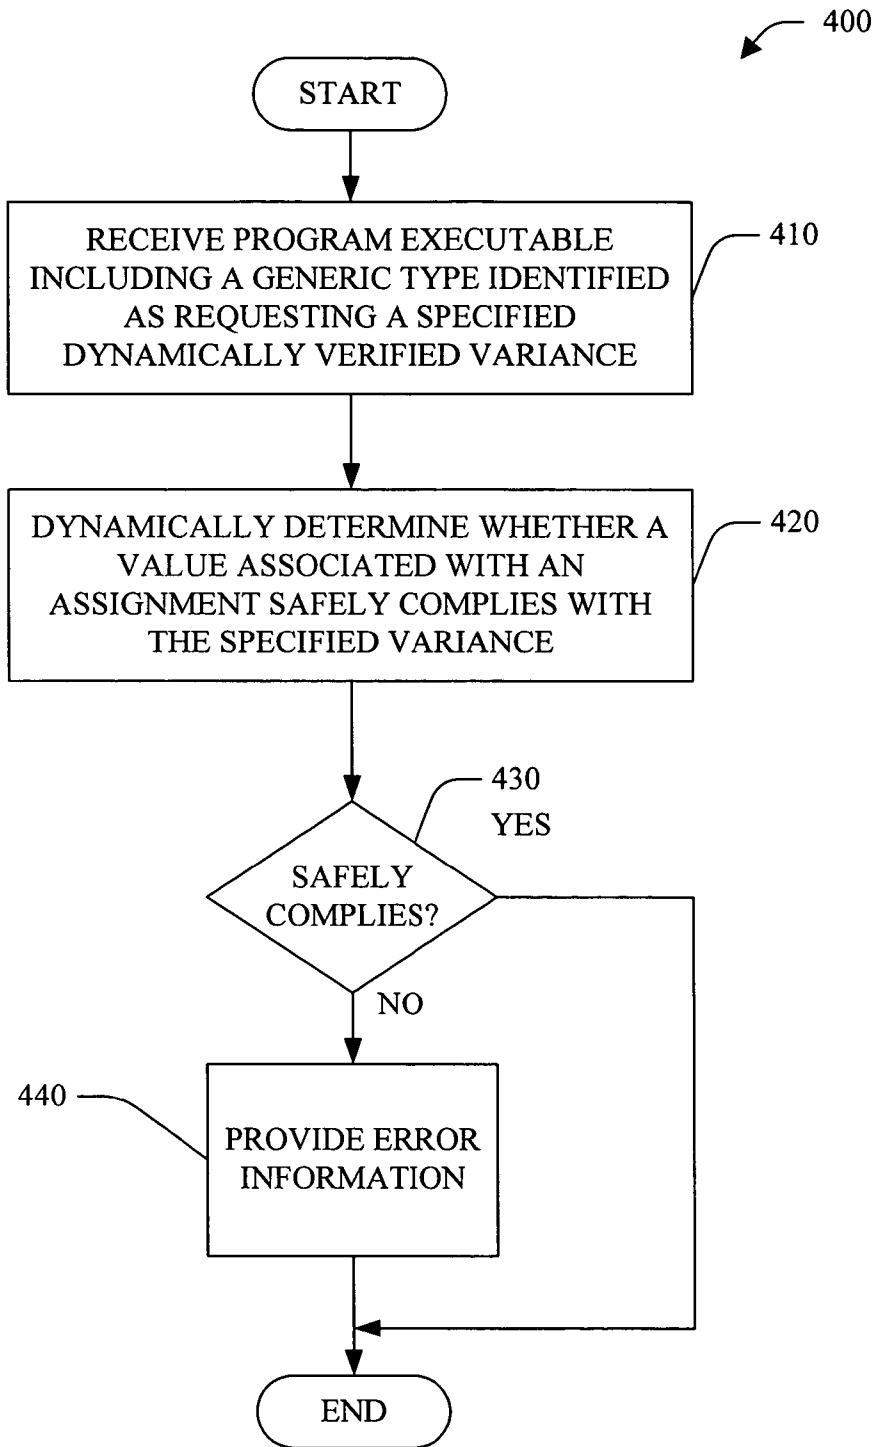 400
START
RECEIVE PROGRAM EXECUTABLE
INCLUDING A GENERIC TYPE IDENTIFIED
AS REQUESTING A SPECIFIED
DYNAMICALLY VERIFIED VARIANCE
410
DYNAMICALLY DETERMINE WHETHER A
VALUE ASSOCIATED WITH AN
ASSIGNMENT SAFELY COMPLIES WITH
THE SPECIFIED VARIANCE
420
430
YES
SAFELY
COMPLIES?
NO
440
PROVIDE ERROR
INFORMATION
END